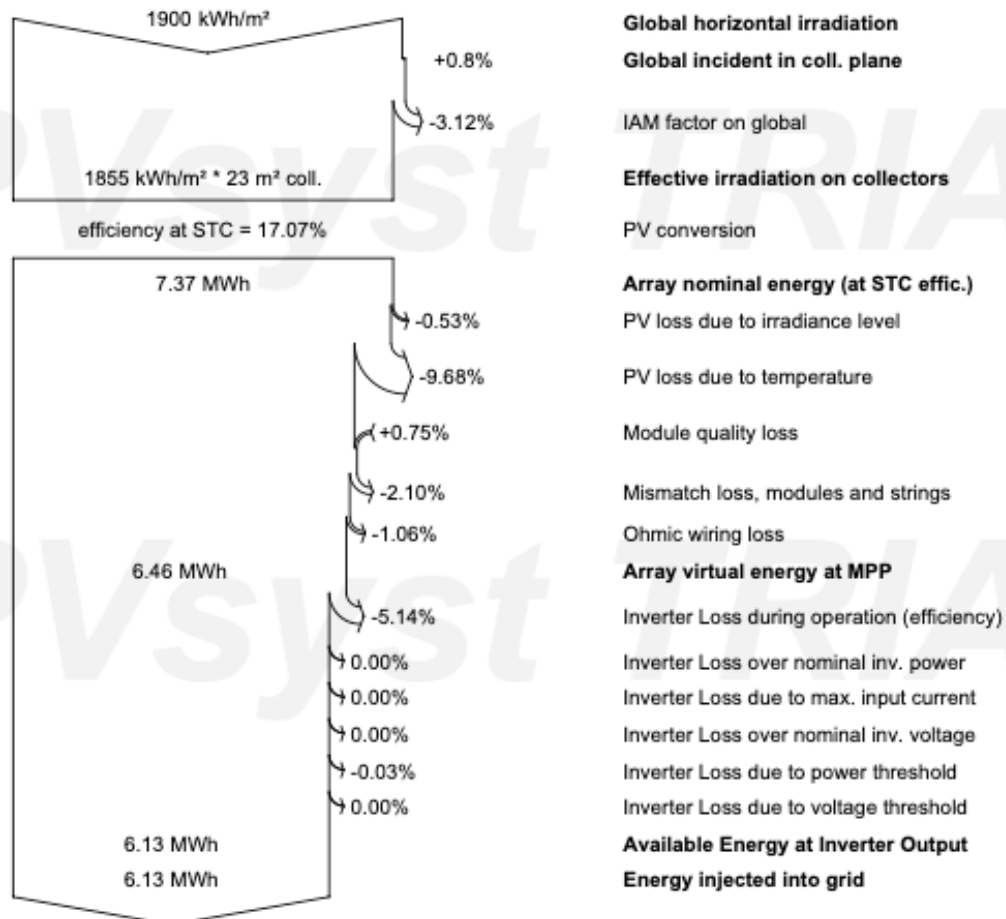 1900 kWh/m² Global horizontal irradiation
+0.8% Global incident in coll. plane
-3.12% IAM factor on global
1855 kWh/m² * 23 m² coll. Effective irradiation on collectors
efficiency at STC = 17.07% PV conversion
7.37 MWh Array nominal energy (at STC effic.)
-0.53% PV loss due to irradiance level
-9.68% PV loss due to temperature
+0.75% Module quality loss
-2.10% Mismatch loss, modules and strings
-1.06% Ohmic wiring loss
6.46 MWh Array virtual energy at MPP
-5.14% Inverter Loss during operation (efficiency)
0.00% Inverter Loss over nominal inv. power
0.00% Inverter Loss due to max. input current
0.00% Inverter Loss over nominal inv. voltage
-0.03% Inverter Loss due to power threshold
0.00% Inverter Loss due to voltage threshold
6.13 MWh Available Energy at Inverter Output
6.13 MWh Energy injected into grid
PVsyst TRIA
PVsyst TRIA